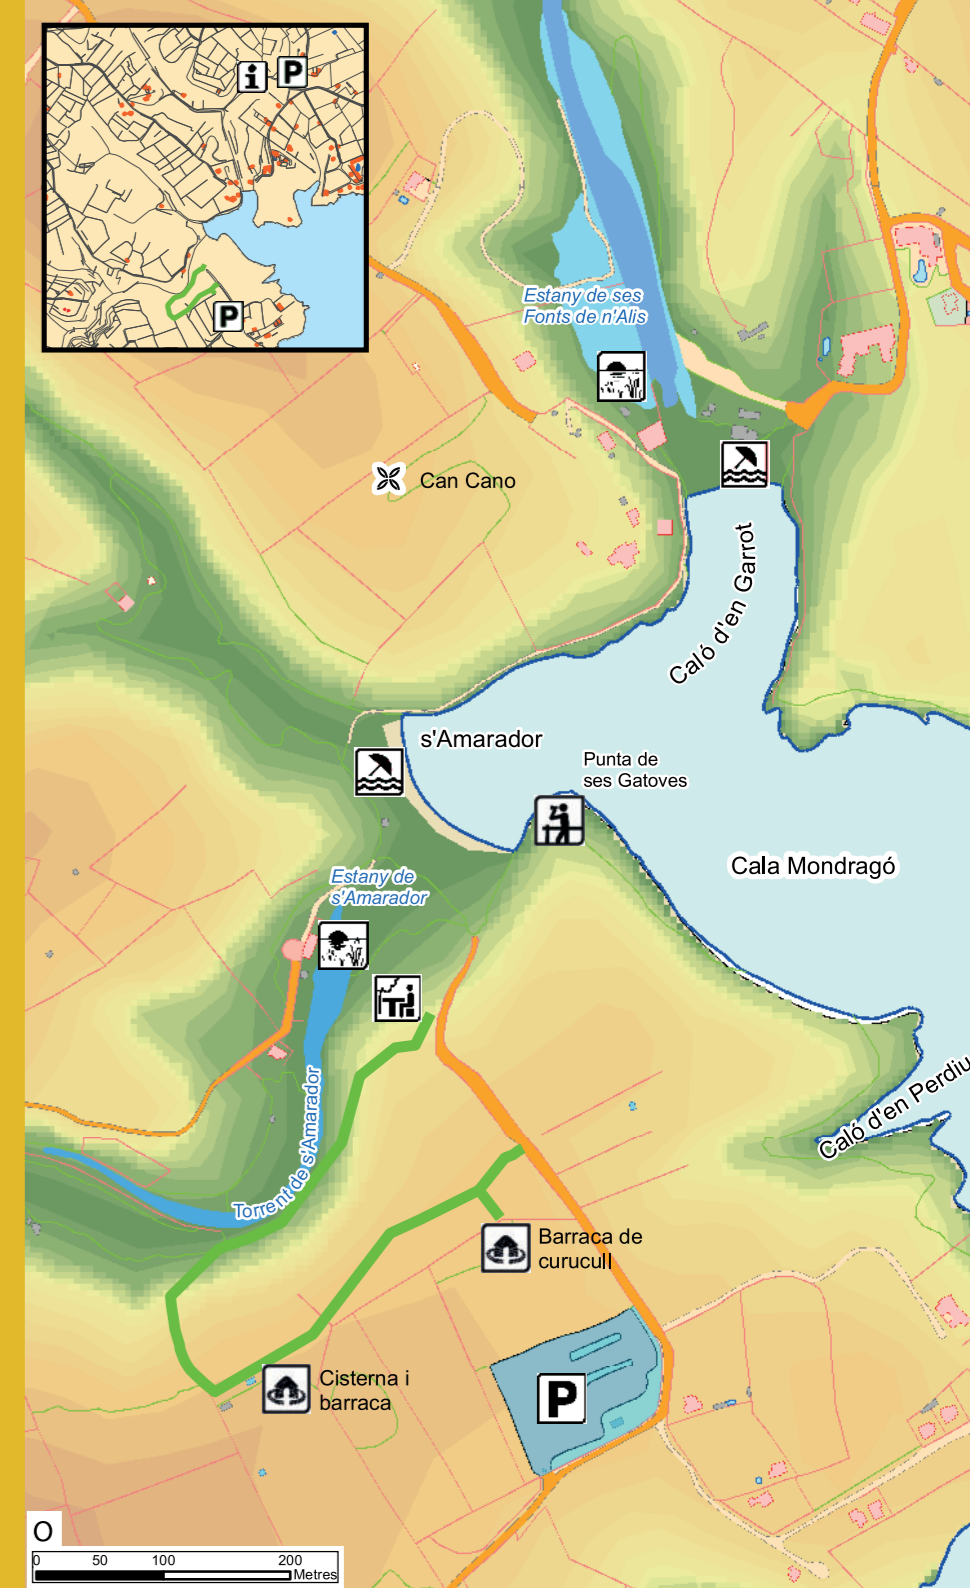 i P
P
Estany de ses
Fonts de n'Alis
Can Cano
Caló d'en Garrot
s'Amarador
Punta de
ses Gatoves
Cala Mondragó
Estany de
s'Amarador
Caló d'en Perdiu
Torrent de s'Amarador
Barraca de
curucull
Cisterna i
barraca
P
O
0 50 100 200
Metres